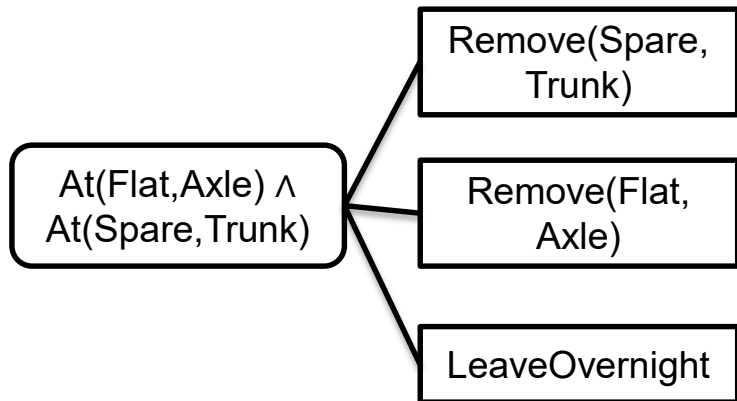 At(Flat,Axle) ∧
At(Spare,Trunk)
Remove(Spare,
Trunk)
Remove(Flat,
Axle)
LeaveOvernight